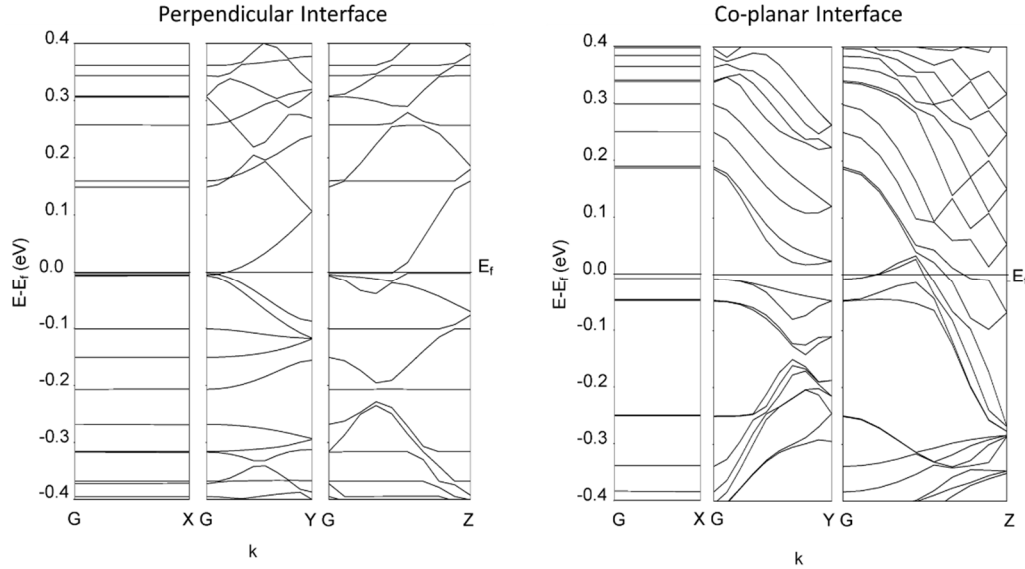 Perpendicular Interface
Co-planar Interface
0.4
0.3
0.2
0.1
0.0
-0.1
-0.2
-0.3
-0.4
E-Ef (eV)
Ef
G
X
G
Y
G
Z
k
0.4
0.3
0.2
0.1
0.0
-0.1
-0.2
-0.3
-0.4
E-Ef (eV)
Ef
G
X
G
Y
G
Z
k